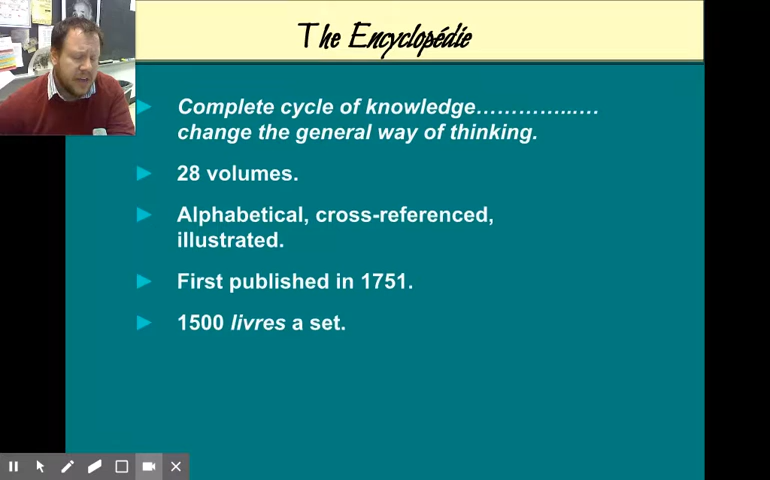 The Encyclopédie
Complete cycle of knowledge…………...…
change the general way of thinking.
28 volumes.
Alphabetical, cross-referenced,
illustrated.
First published in 1751.
1500 livres a set.